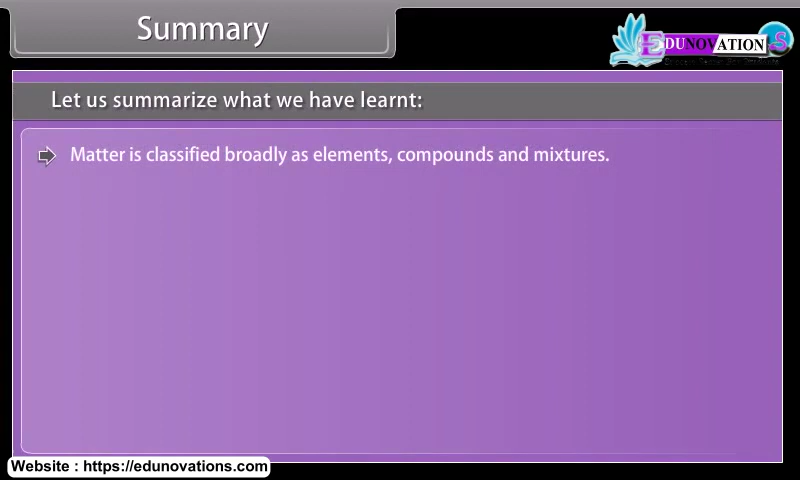 Summary
EDUNOVATION.S
Let us summarize what we have learnt:
Matter is classified broadly as elements, compounds and mixtures.
Website : https://edunovations.com